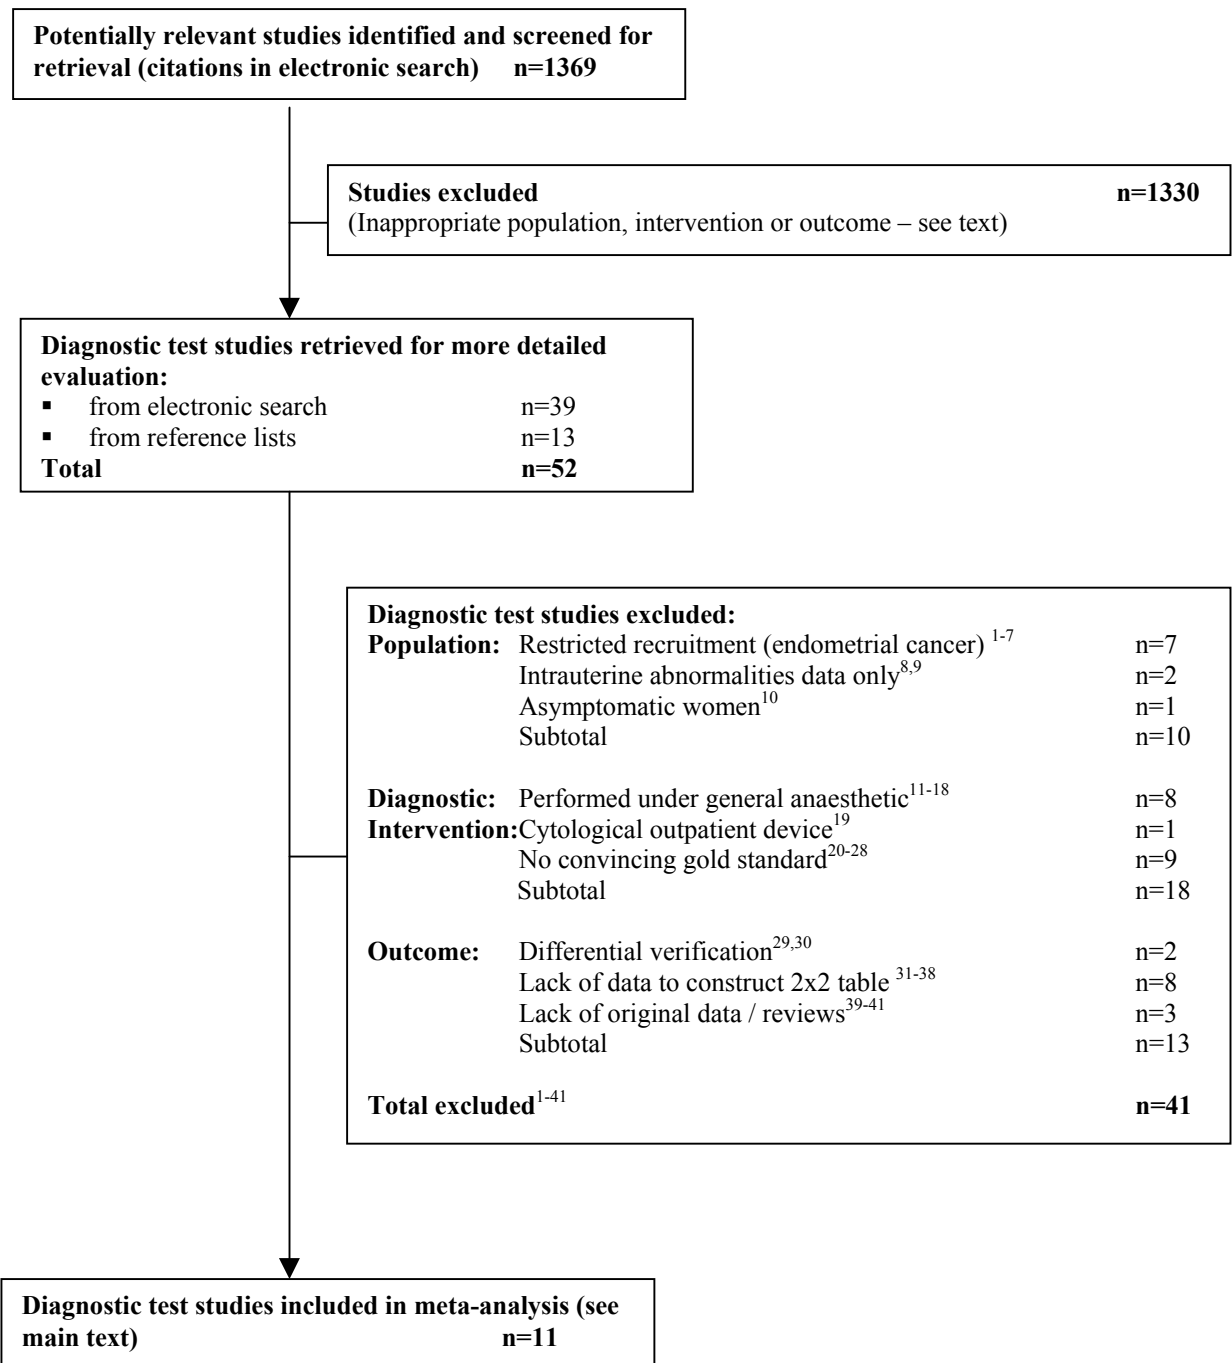 Potentially relevant studies identified and screened for
retrieval (citations in electronic search) n=1369
Studies excluded n=1330
(Inappropriate population, intervention or outcome – see text)
Diagnostic test studies retrieved for more detailed
evaluation:
▪ from electronic search n=39
▪ from reference lists n=13
Total n=52
Diagnostic test studies excluded:
Population: Restricted recruitment (endometrial cancer) 1-7 n=7
Intrauterine abnormalities data only8,9 n=2
Asymptomatic women10 n=1
Subtotal n=10
Diagnostic: Performed under general anaesthetic11-18 n=8
Intervention:Cytological outpatient device19 n=1
No convincing gold standard20-28 n=9
Subtotal n=18
Outcome: Differential verification29,30 n=2
Lack of data to construct 2x2 table 31-38 n=8
Lack of original data / reviews39-41 n=3
Subtotal n=13
Total excluded1-41 n=41
Diagnostic test studies included in meta-analysis (see
main text) n=11